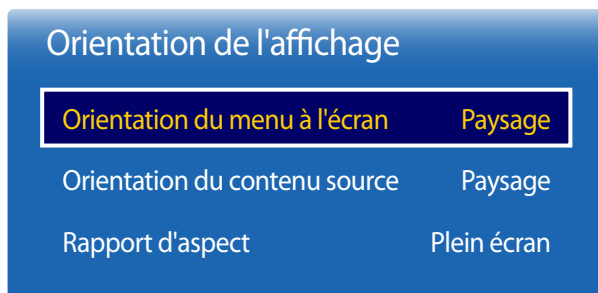 Orientation de l'affichage
Orientation du menu à l'écran Paysage
Orientation du contenu source Paysage
Rapport d'aspect Plein écran